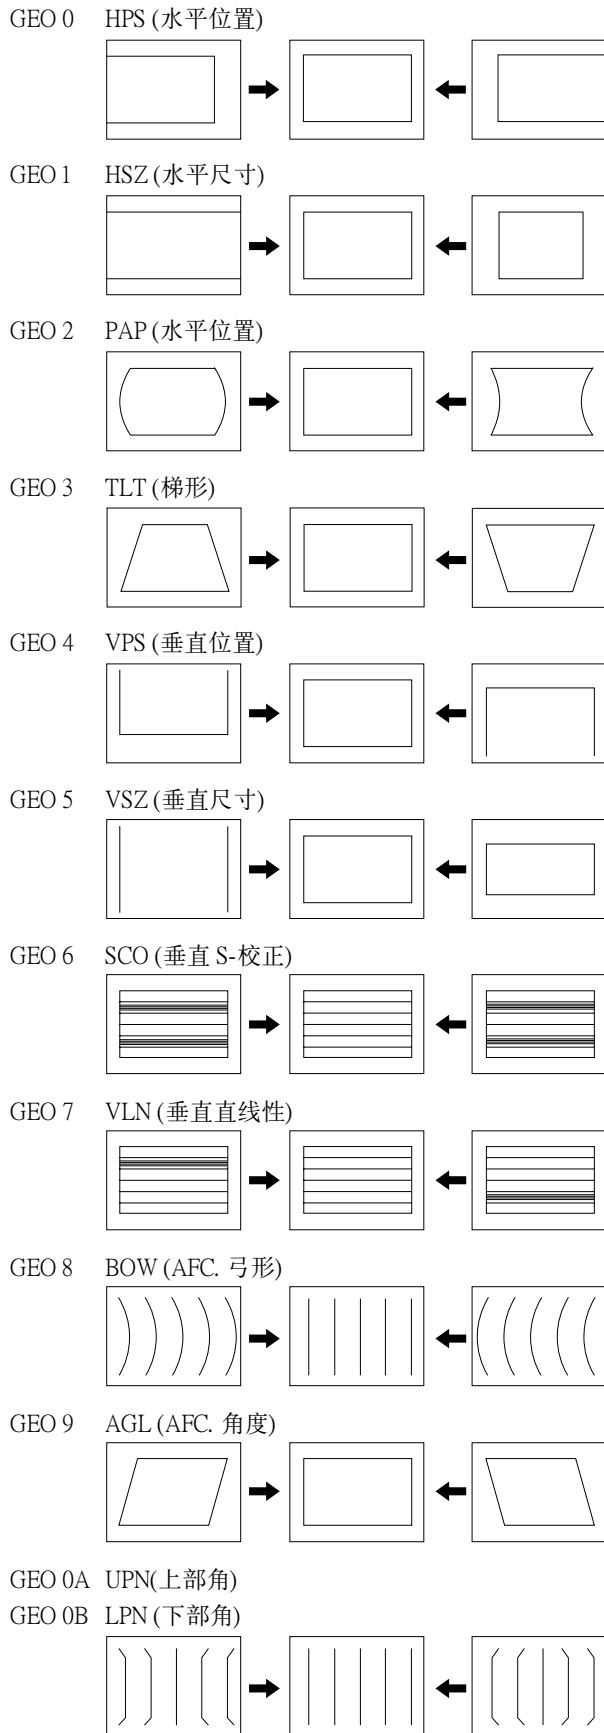 GEO 0 HPS (水平位置)
GEO 1 HSZ (水平尺寸)
GEO 2 PAP (水平位置)
GEO 3 TLT (梯形)
GEO 4 VPS (垂直位置)
GEO 5 VSZ (垂直尺寸)
GEO 6 SCO (垂直 S-校正)
GEO 7 VLN (垂直直线性)
GEO 8 BOW (AFC. 弓形)
GEO 9 AGL (AFC. 角度)
GEO 0A UPN(上部角)
GEO 0B LPN (下部角)